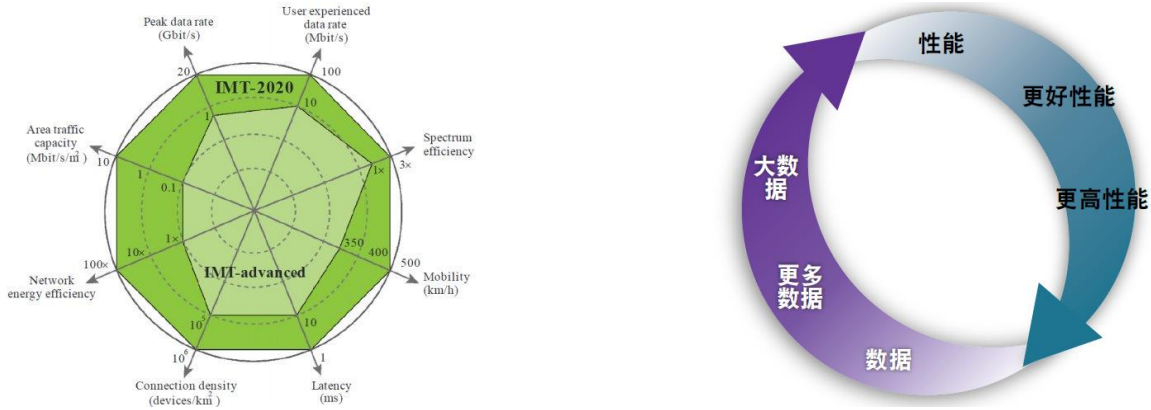 Peak data rate
(Gbit/s)
User experienced
data rate
(Mbit/s)
20
100
IMT-2020
1
10
Area traffic
capacity
(Mbit/s/m²)
10
1
0.1
Spectrum
efficiency
1×
3×
1×
10×
100×
Network
energy efficiency
IMT-advanced
350
400
500
Mobility
(km/h)
10⁵
10⁶
Connection density
(devices/km²)
10
1
Latency
(ms)
性能
更好性能
更高性能
大数
据
更多
数据
数据